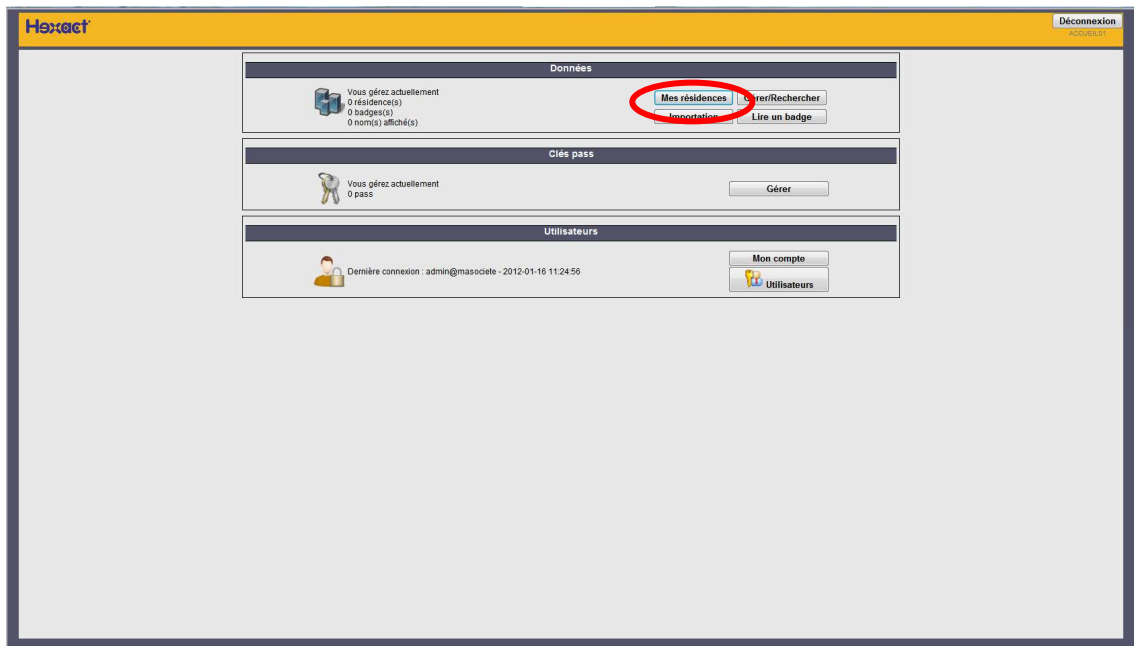 Hexact
Déconnexion
ACCUEIL01
Données
Vous gérez actuellement
0 résidence(s)
0 badges(s)
0 nom(s) affiché(s)
Mes résidences
Gérer/Rechercher
Importation
Lire un badge
Clés pass
Vous gérez actuellement
0 pass
Gérer
Utilisateurs
Dernière connexion : admin@masociete - 2012-01-16 11:24:56
Mon compte
Utilisateurs